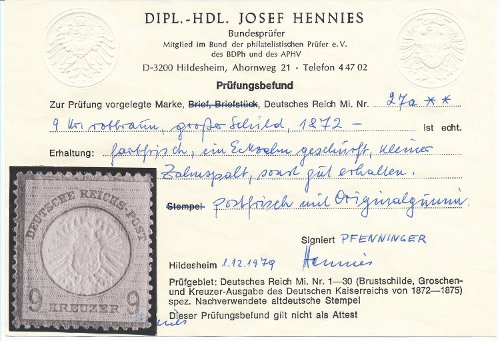 DIPL.-HDL. JOSEF HENNIES
Bundesprüfer
Mitglied im Bund der philatelistischen Prüfer e.V.
des BDPh und des APHV
D-3200 Hildesheim, Ahornweg 21 · Telefon 4 47 02
Prüfungsbefund
Zur Prüfung vorgelegte Marke, Brief, Briefstück, Deutsches Reich Mi. Nr. 27a **
9 Kr rotbraun, großer Schild, 1872 – ist echt.
Erhaltung: farbfrisch, ein Eckzahn geschürft, kleiner
Zahnspalt, sonst gut erhalten.
Stempel postfrisch mit Originalgummi.
Signiert PFENNINGER
Hildesheim 1.12.1979 Hennies
Prüfgebiet: Deutsches Reich Mi. Nr. 1—30 (Brustschilde, Groschen-
und Kreuzer-Ausgabe des Deutschen Kaiserreichs von 1872—1875)
spez. Nachverwendete altdeutsche Stempel
Dieser Prüfungsbefund gilt nicht als Attest
DEUTSCHE REICHS-POST
9 KREUZER 9
Hennies